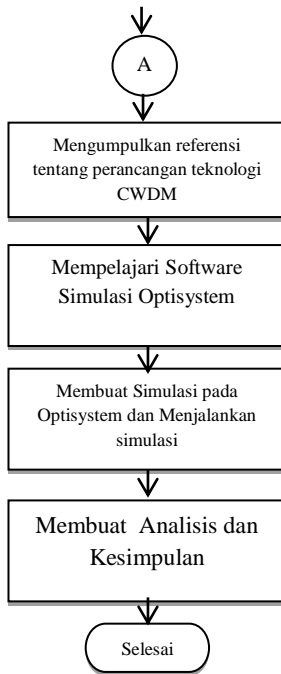 A
Mengumpulkan referensi
tentang perancangan teknologi
CWDM
Mempelajari Software
Simulasi Optisystem
Membuat Simulasi pada
Optisystem dan Menjalankan
simulasi
Membuat Analisis dan
Kesimpulan
Selesai